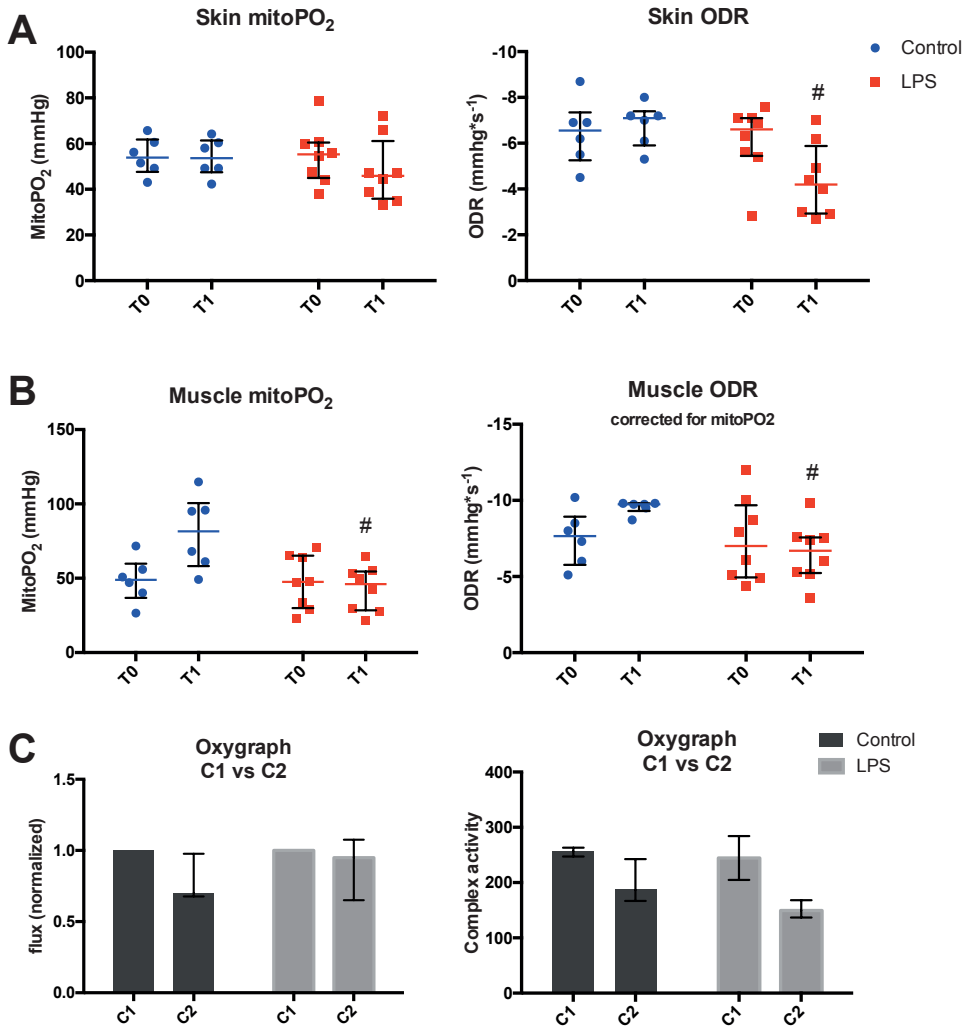 A
Skin mitoPO2
MitoPO2 (mmHg)
100
80
60
40
20
0
T0
T1
T0
T1
Skin ODR
ODR (mmhg*s-1)
-10
-8
-6
-4
-2
0
#
T0
T1
T0
T1
Control
LPS
B
Muscle mitoPO2
MitoPO2 (mmHg)
150
100
50
0
#
T0
T1
T0
T1
Muscle ODR
corrected for mitoPO2
ODR (mmhg*s-1)
-15
-10
-5
0
#
T0
T1
T0
T1
C
Oxygraph
C1 vs C2
flux (normalized)
1.5
1.0
0.5
0.0
C1
C2
C1
C2
Oxygraph
C1 vs C2
Complex activity
400
300
200
100
0
C1
C2
C1
C2
Control
LPS